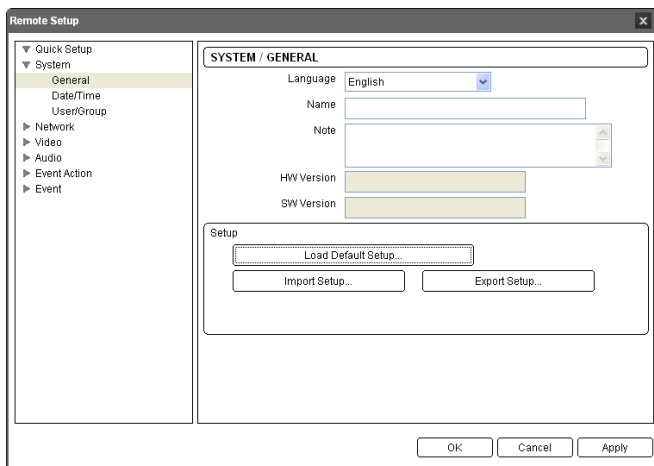 Remote Setup
x
Quick Setup
System
General
Date/Time
User/Group
Network
Video
Audio
Event Action
Event
SYSTEM / GENERAL
Language English
Name
Note
HW Version
SW Version
Setup
Load Default Setup...
Import Setup... Export Setup...
OK Cancel Apply